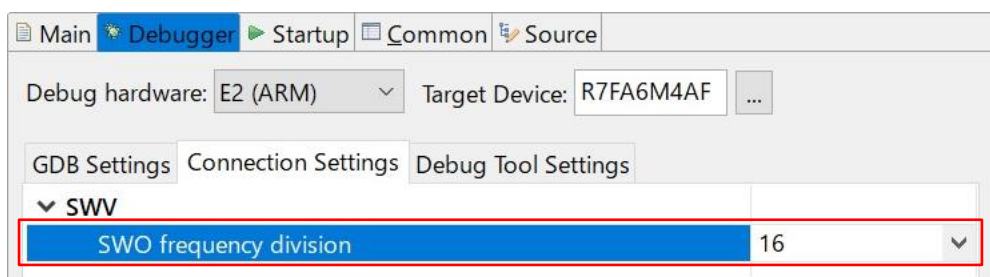 Main Debugger Startup Common Source
Debug hardware: E2 (ARM) Target Device: R7FA6M4AF ...
GDB Settings Connection Settings Debug Tool Settings
SWV
SWO frequency division 16